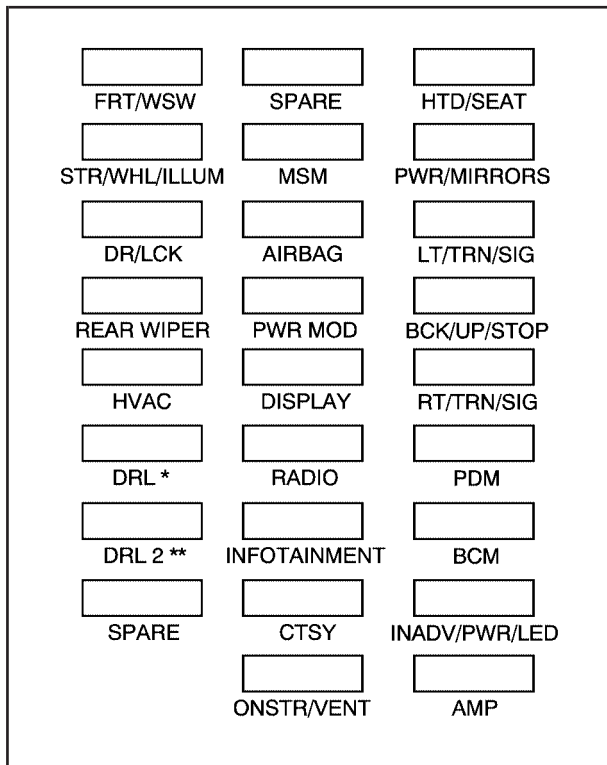 FRT/WSW SPARE HTD/SEAT
STR/WHL/ILLUM MSM PWR/MIRRORS
DR/LCK AIRBAG LT/TRN/SIG
REAR WIPER PWR MOD BCK/UP/STOP
HVAC DISPLAY RT/TRN/SIG
DRL * RADIO PDM
DRL 2 ** INFOTAINMENT BCM
SPARE CTSY INADV/PWR/LED
ONSTR/VENT AMP